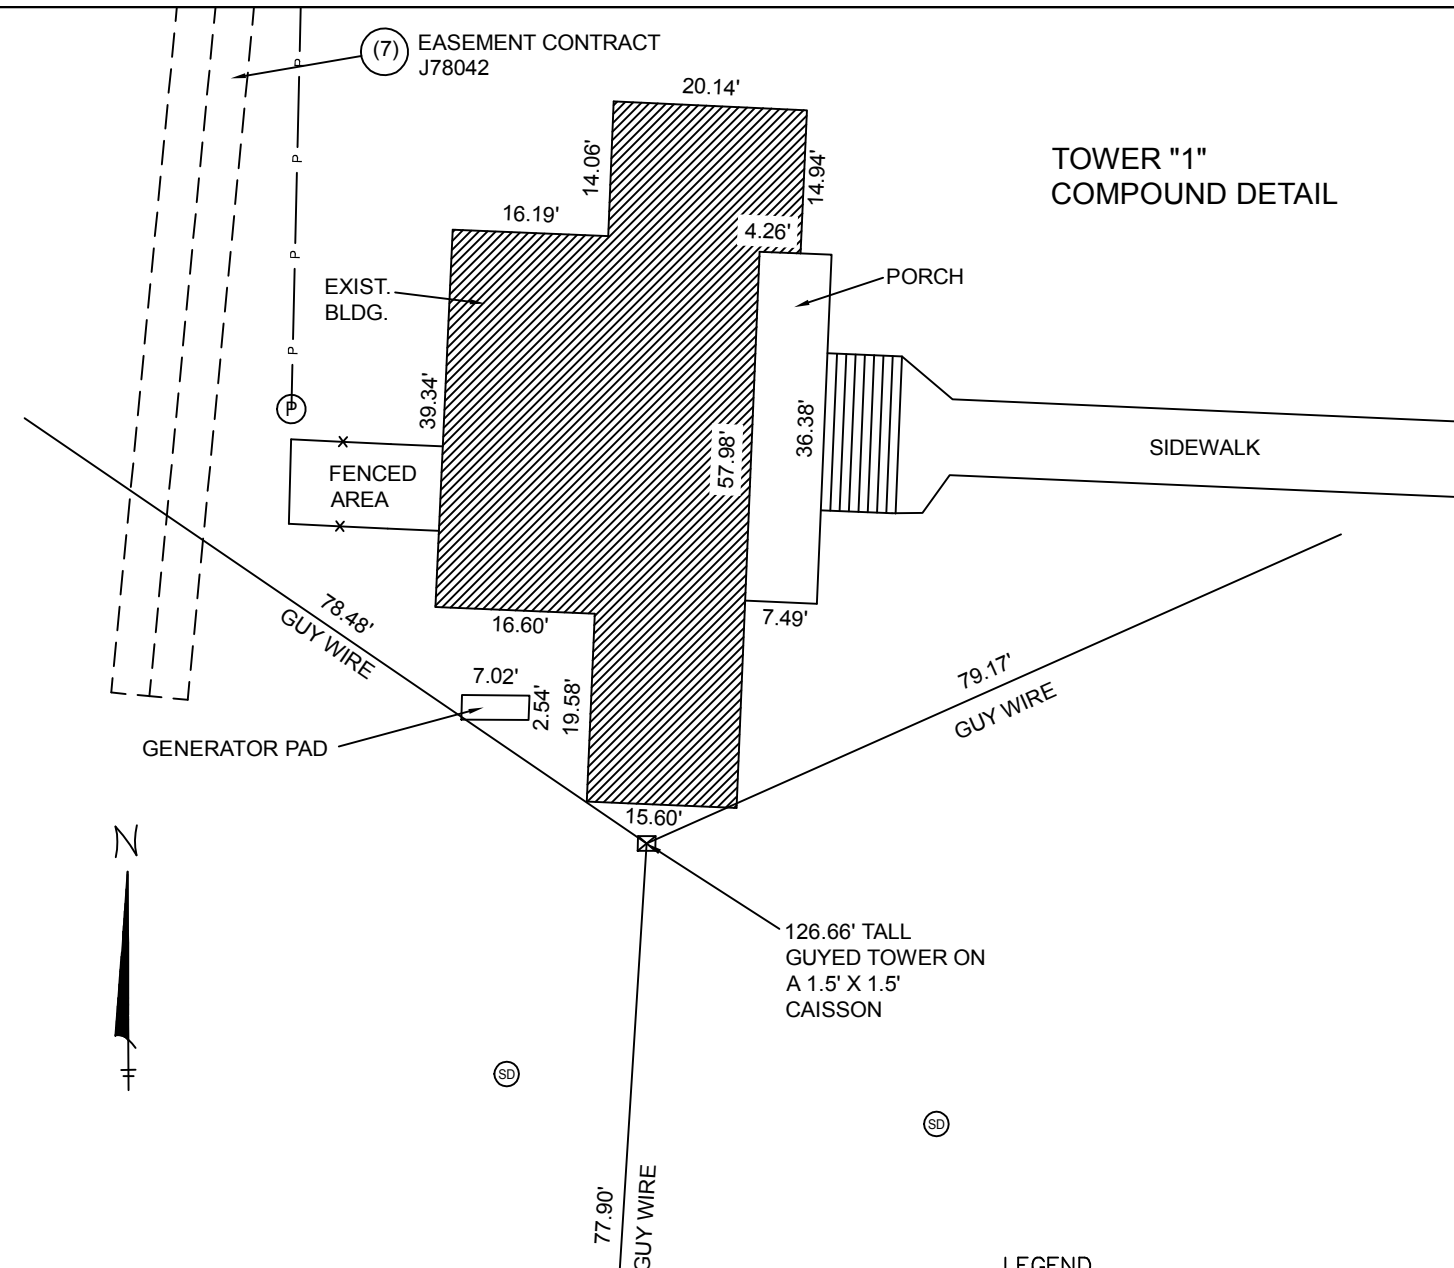 (7) EASEMENT CONTRACT
J78042
P
20.14'
TOWER "1"
COMPOUND DETAIL
14.06'
14.94'
P
16.19'
4.26'
P
EXIST.
BLDG.
PORCH
P
39.34'
P
36.38'
57.98'
SIDEWALK
FENCED
AREA
78.48'
GUY WIRE
16.60'
7.49'
7.02'
2.54'
19.58'
79.17'
GUY WIRE
GENERATOR PAD
15.60'
N
126.66' TALL
GUYED TOWER ON
A 1.5' X 1.5'
CAISSON
SD
SD
77.90'
GUY WIRE
LEGEND